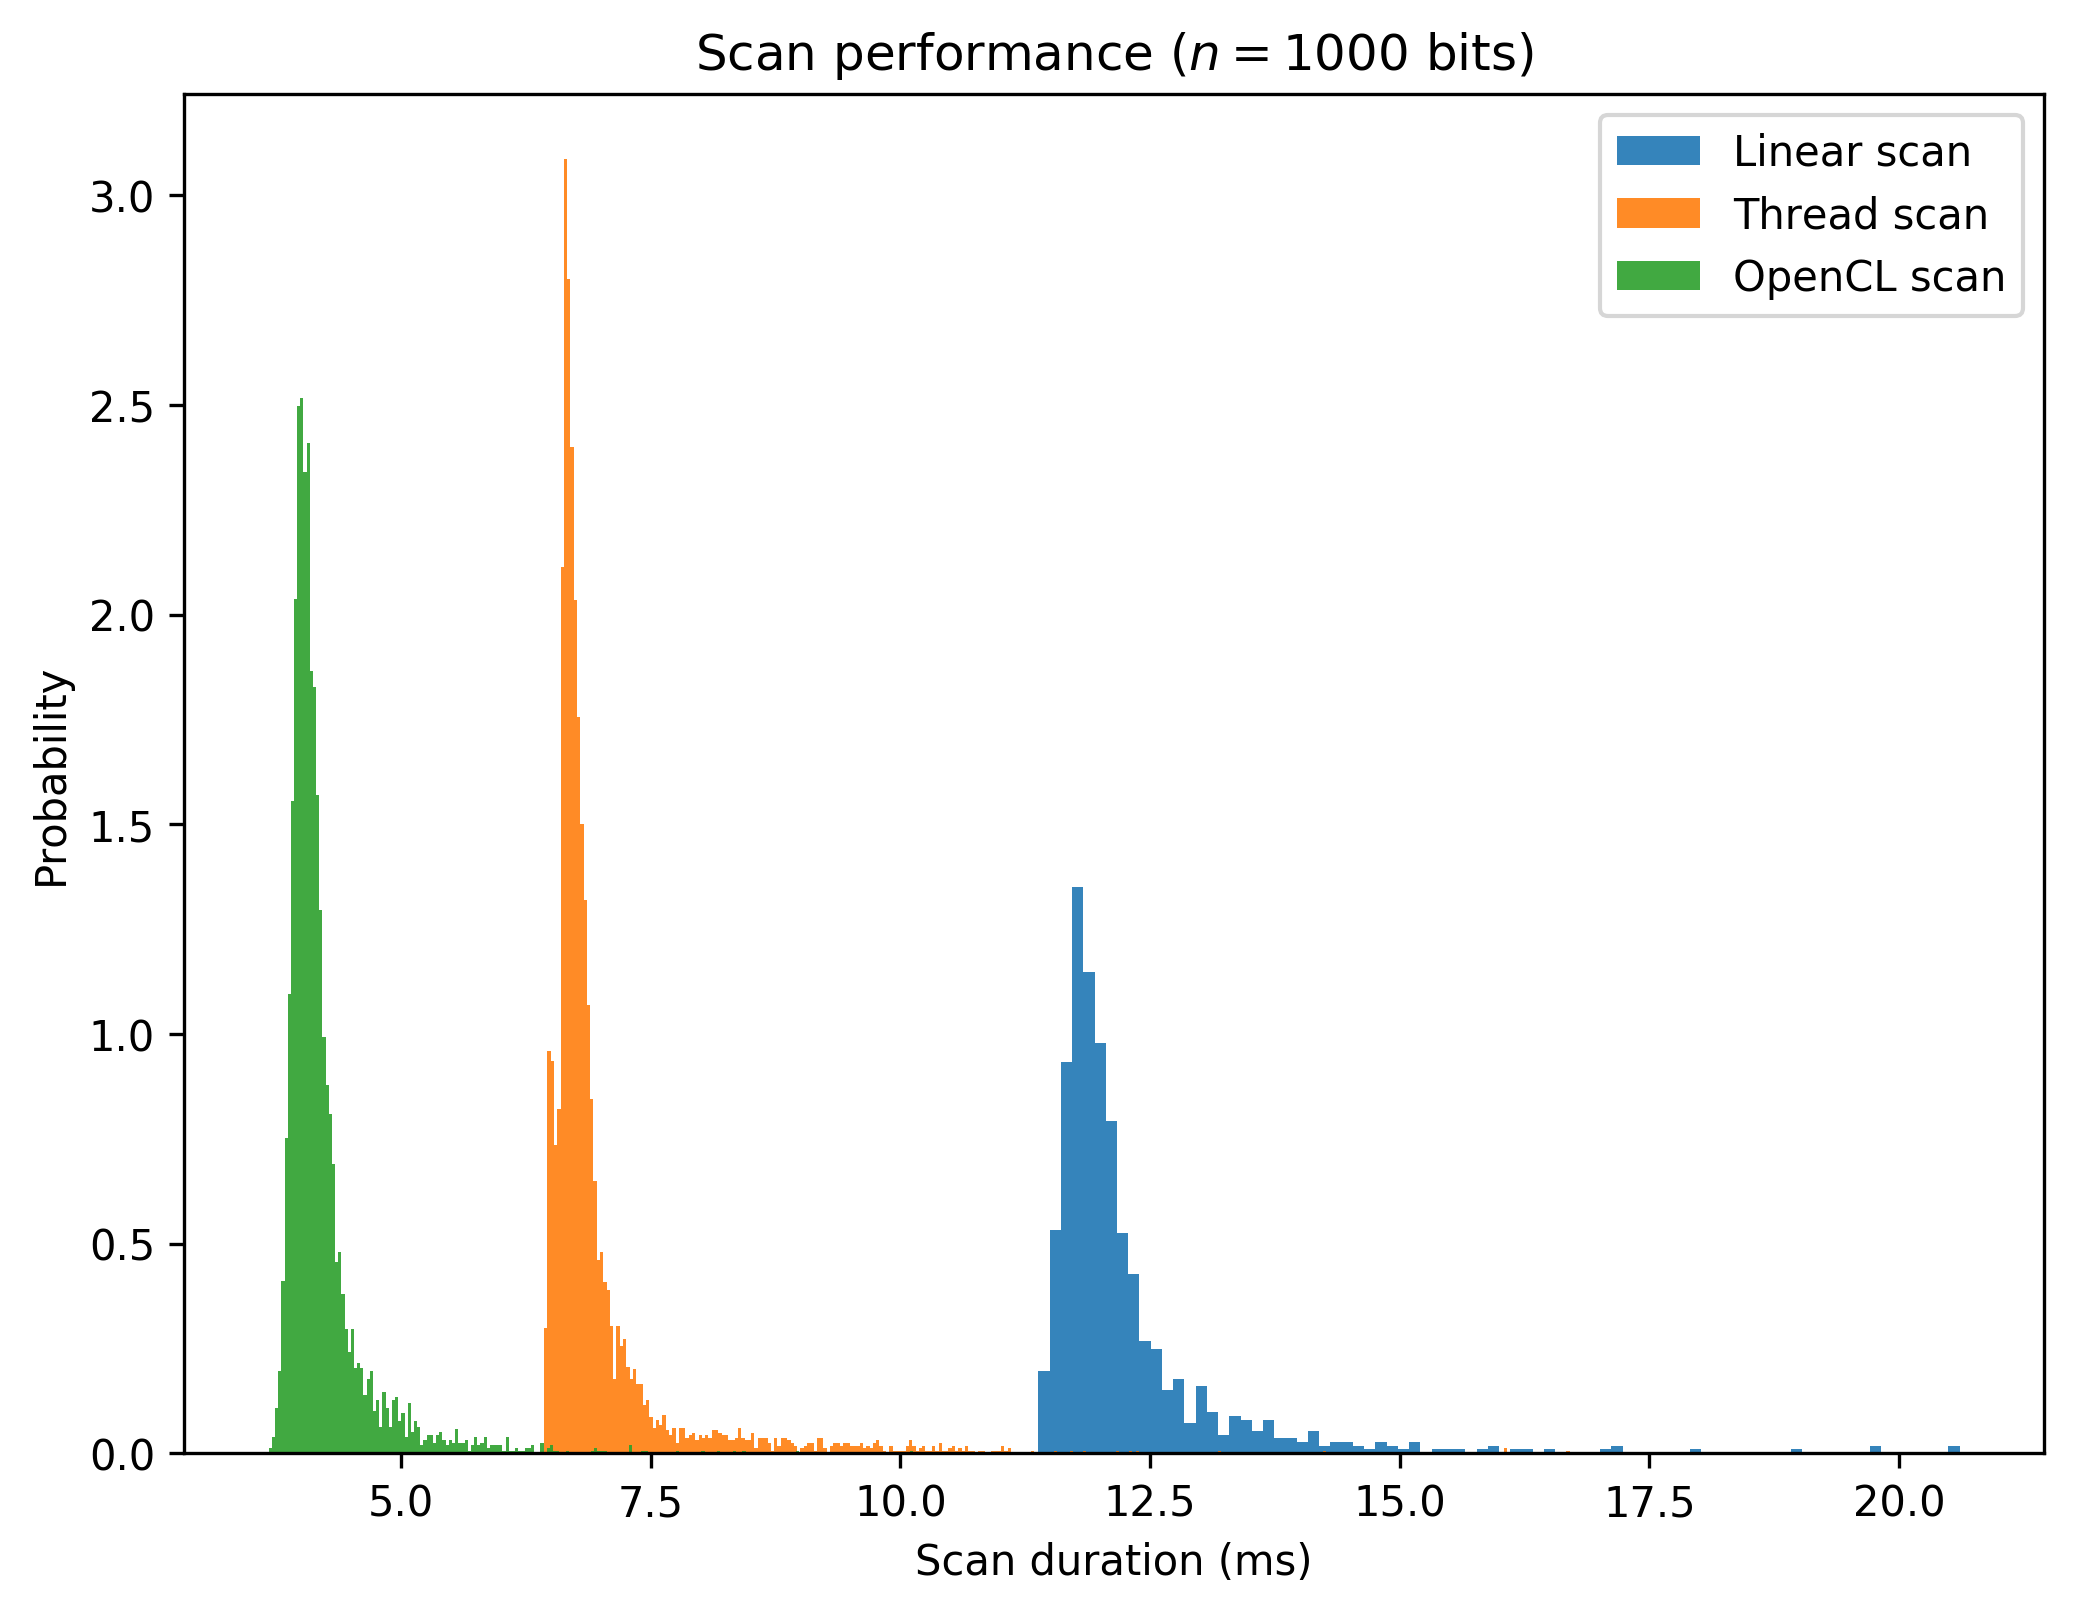 Scan performance (n = 1000 bits)
Linear scan
Thread scan
OpenCL scan
Probability
3.0
2.5
2.0
1.5
1.0
0.5
0.0
5.0 7.5 10.0 12.5 15.0 17.5 20.0
Scan duration (ms)